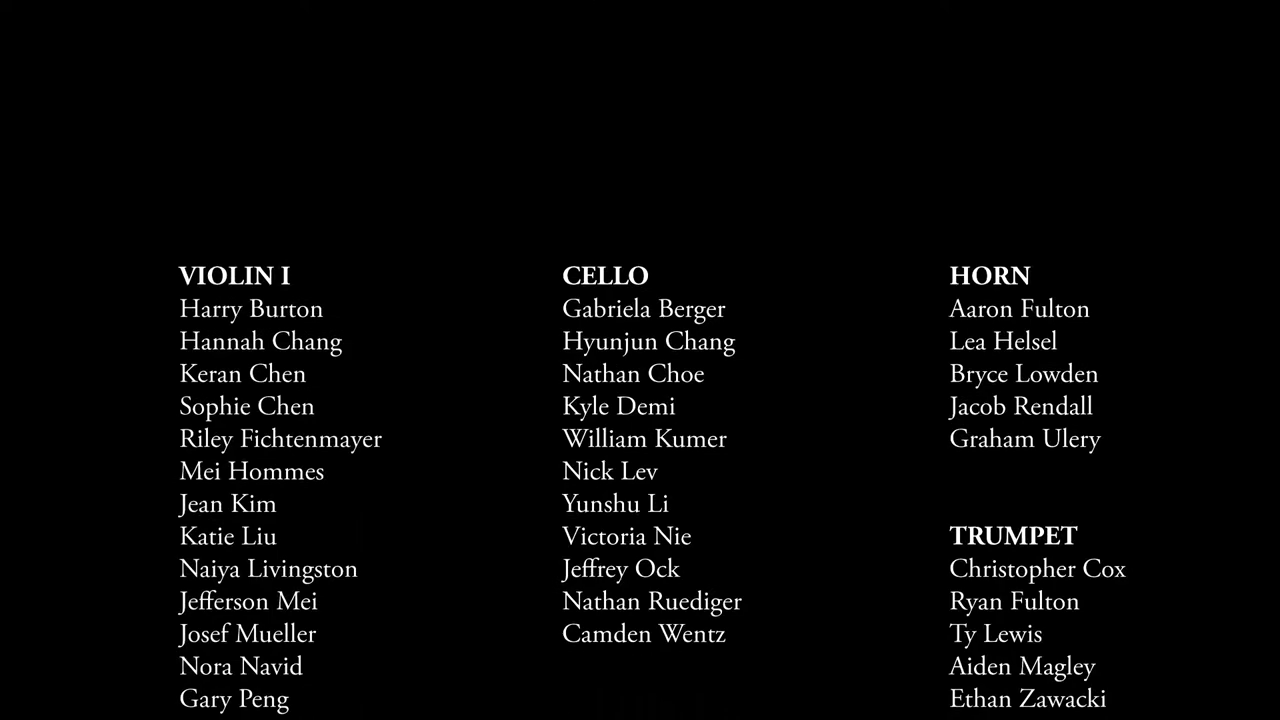 VIOLIN I
Harry Burton
Hannah Chang
Keran Chen
Sophie Chen
Riley Fichtenmayer
Mei Hommes
Jean Kim
Katie Liu
Naiya Livingston
Jefferson Mei
Josef Mueller
Nora Navid
Gary Peng
CELLO
Gabriela Berger
Hyunjun Chang
Nathan Choe
Kyle Demi
William Kumer
Nick Lev
Yunshu Li
Victoria Nie
Jeffrey Ock
Nathan Ruediger
Camden Wentz
HORN
Aaron Fulton
Lea Helsel
Bryce Lowden
Jacob Rendall
Graham Ulery
TRUMPET
Christopher Cox
Ryan Fulton
Ty Lewis
Aiden Magley
Ethan Zawacki